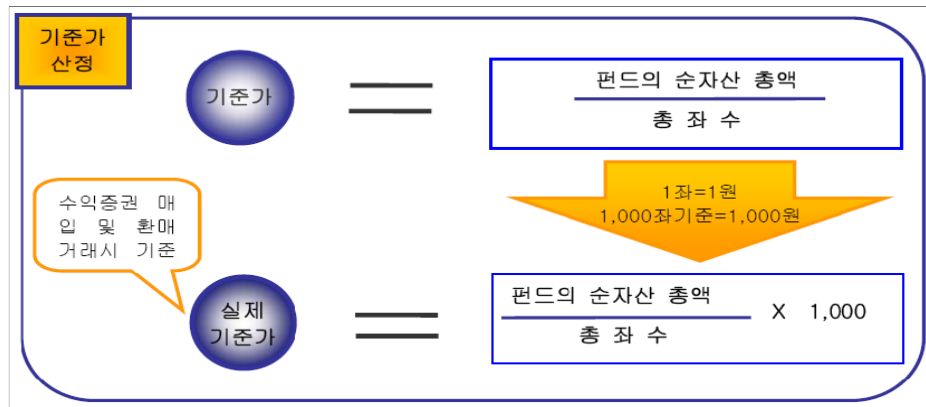 기준가
산정
기준가
펀드의 순자산 총액
총 좌 수
1좌=1원
1,000좌기준=1,000원
수익증권 매
입 및 환매
거래시 기준
실제
기준가
펀드의 순자산 총액
총 좌 수
X 1,000